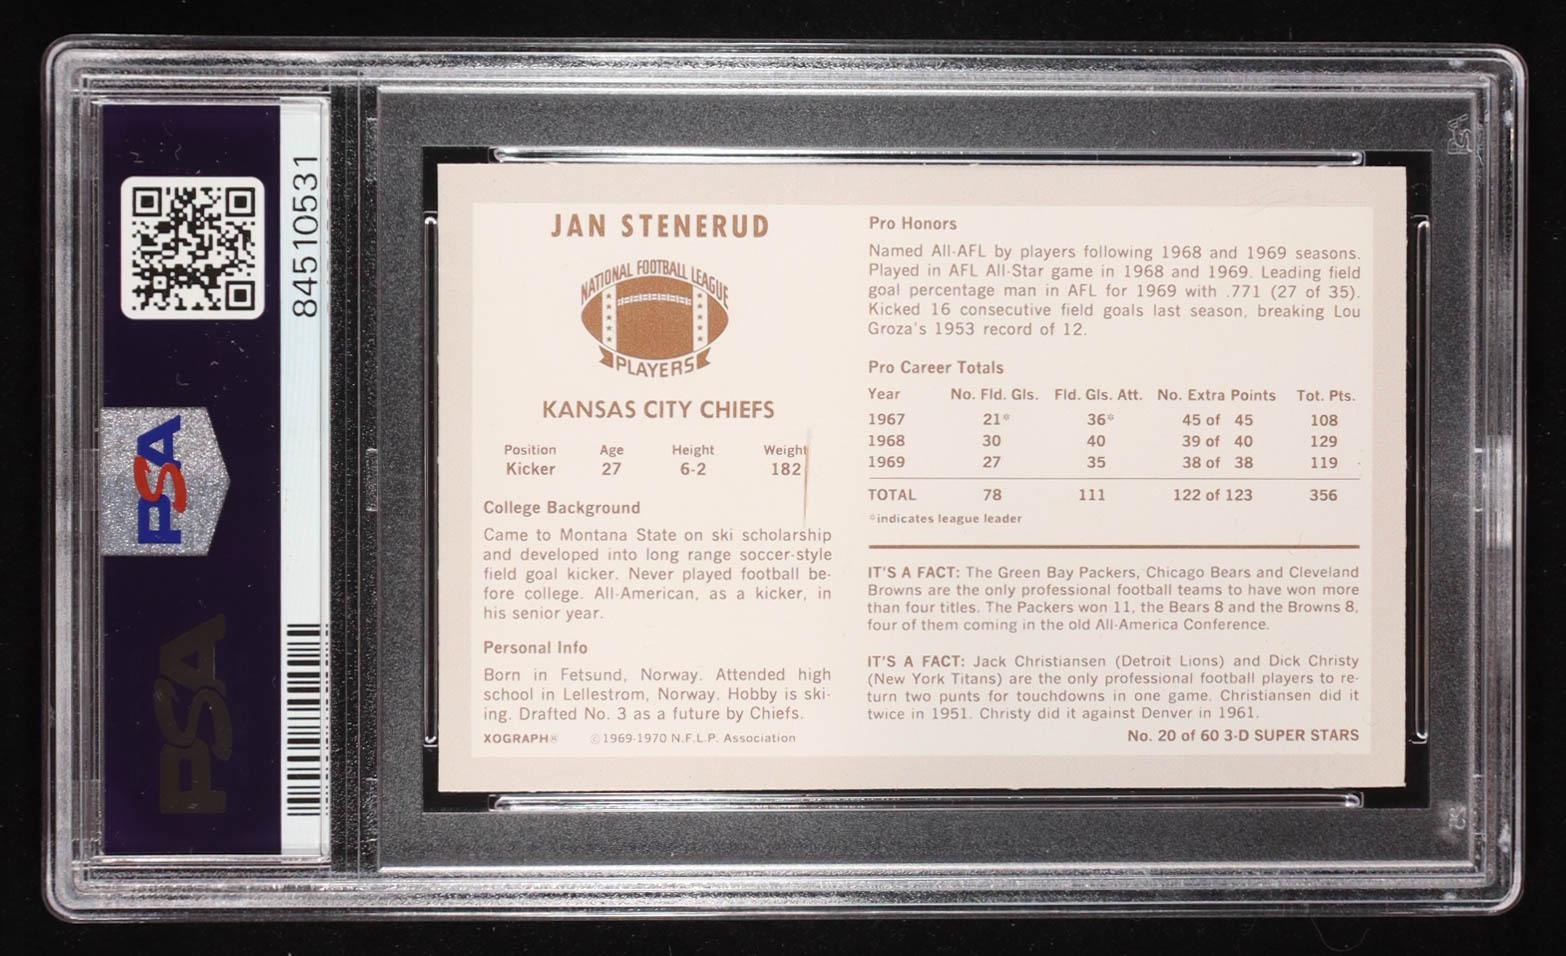 84510531
PSA
PSA
PSA
JAN STENERUD
NATIONAL FOOTBALL LEAGUE
PLAYERS
KANSAS CITY CHIEFS
Position Age Height Weight
Kicker 27 6-2 182
College Background
Came to Montana State on ski scholarship
and developed into long range soccer-style
field goal kicker. Never played football be-
fore college. All-American, as a kicker, in
his senior year.
Personal Info
Born in Fetsund, Norway. Attended high
school in Lellestrom, Norway. Hobby is ski-
ing. Drafted No. 3 as a future by Chiefs.
XOGRAPH® © 1969-1970 N.F.L.P. Association
Pro Honors
Named All-AFL by players following 1968 and 1969 seasons.
Played in AFL All-Star game in 1968 and 1969. Leading field
goal percentage man in AFL for 1969 with .771 (27 of 35).
Kicked 16 consecutive field goals last season, breaking Lou
Groza's 1953 record of 12.
Pro Career Totals
Year No. Fld. Gls. Fld. Gls. Att. No. Extra Points Tot. Pts.
1967 21* 36* 45 of 45 108
1968 30 40 39 of 40 129
1969 27 35 38 of 38 119
TOTAL 78 111 122 of 123 356
*indicates league leader
IT'S A FACT: The Green Bay Packers, Chicago Bears and Cleveland
Browns are the only professional football teams to have won more
than four titles. The Packers won 11, the Bears 8 and the Browns 8,
four of them coming in the old All-America Conference.
IT'S A FACT: Jack Christiansen (Detroit Lions) and Dick Christy
(New York Titans) are the only professional football players to re-
turn two punts for touchdowns in one game. Christiansen did it
twice in 1951. Christy did it against Denver in 1961.
No. 20 of 60 3-D SUPER STARS